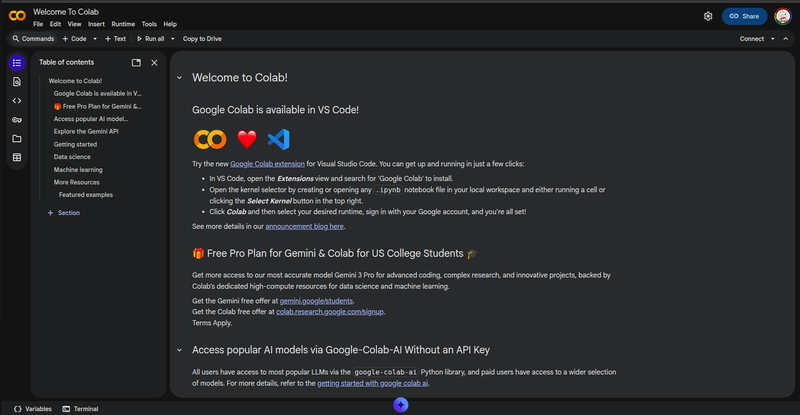 Welcome To Colab
File Edit View Insert Runtime Tools Help
Share
Commands + Code + Text Run all Copy to Drive
Connect
Table of contents
Welcome to Colab!
Google Colab is available in V...
🎁 Free Pro Plan for Gemini &...
Access popular AI model...
Explore the Gemini API
Getting started
Data science
Machine learning
More Resources
Featured examples
+ Section
Welcome to Colab!
Google Colab is available in VS Code!
Try the new Google Colab extension for Visual Studio Code. You can get up and running in just a few clicks:
• In VS Code, open the Extensions view and search for 'Google Colab' to install.
• Open the kernel selector by creating or opening any .ipynb notebook file in your local workspace and either running a cell or
clicking the Select Kernel button in the top right.
• Click Colab and then select your desired runtime, sign in with your Google account, and you're all set!
See more details in our announcement blog here.
🎁 Free Pro Plan for Gemini & Colab for US College Students 🎓
Get more access to our most accurate model Gemini 3 Pro for advanced coding, complex research, and innovative projects, backed by
Colab's dedicated high-compute resources for data science and machine learning.
Get the Gemini free offer at gemini.google/students.
Get the Colab free offer at colab.research.google.com/signup.
Terms Apply.
Access popular AI models via Google-Colab-AI Without an API Key
All users have access to most popular LLMs via the google-colab-ai Python library, and paid users have access to a wider selection
of models. For more details, refer to the getting started with google colab ai.
Variables Terminal